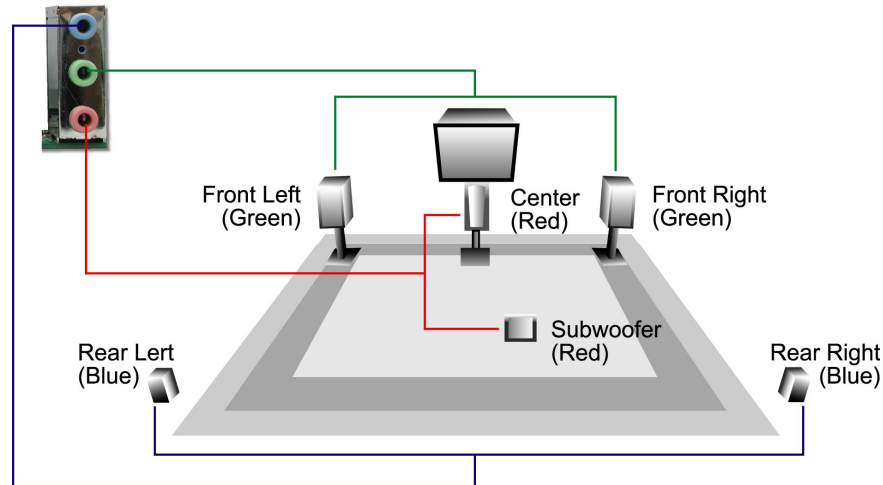 Front Left
(Green)
Center
(Red)
Front Right
(Green)
Subwoofer
(Red)
Rear Lert
(Blue)
Rear Right
(Blue)